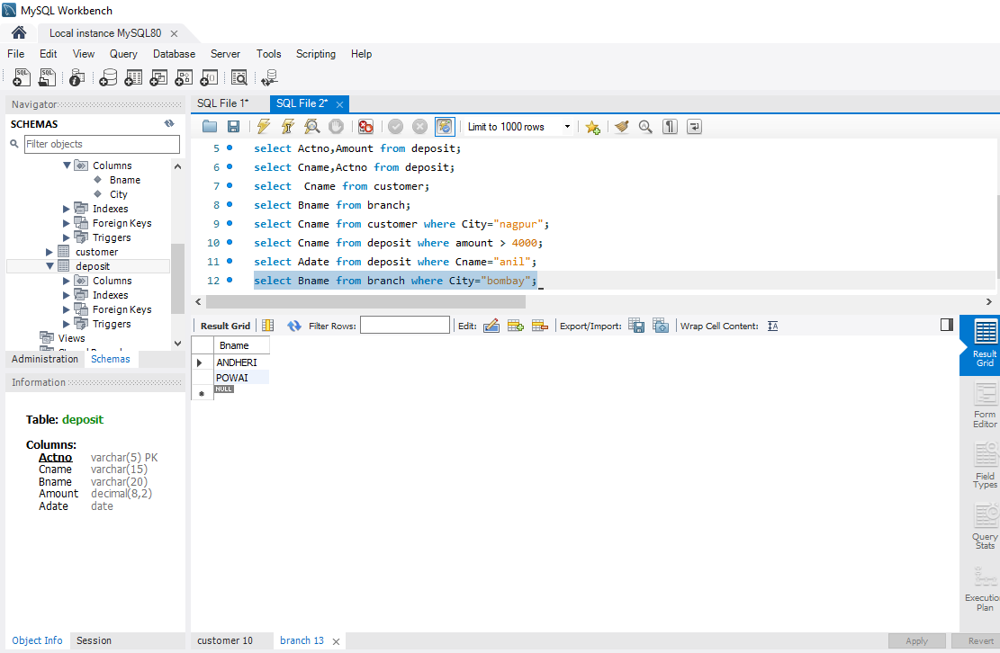 MySQL Workbench
Local instance MySQL80
File Edit View Query Database Server Tools Scripting Help
Navigator
SCHEMAS
Filter objects
Columns
Bname
City
Indexes
Foreign Keys
Triggers
customer
deposit
Columns
Indexes
Foreign Keys
Triggers
Views
Administration Schemas
Information
Table: deposit
Columns:
Actno varchar(5) PK
Cname varchar(15)
Bname varchar(20)
Amount decimal(8,2)
Adate date
Object Info Session
SQL File 1* SQL File 2*
Limit to 1000 rows
5 select Actno,Amount from deposit;
6 select Cname,Actno from deposit;
7 select  Cname from customer;
8 select Bname from branch;
9 select Cname from customer where City="nagpur";
10 select Cname from deposit where amount > 4000;
11 select Adate from deposit where Cname="anil";
12 select Bname from branch where City="bombay";
Result Grid Filter Rows: Edit: Export/Import: Wrap Cell Content:
Bname
ANDHERI
POWAI
NULL
Result
Grid
Form
Editor
Field
Types
Query
Stats
Executio
Plan
customer 10 branch 13
Apply Revert